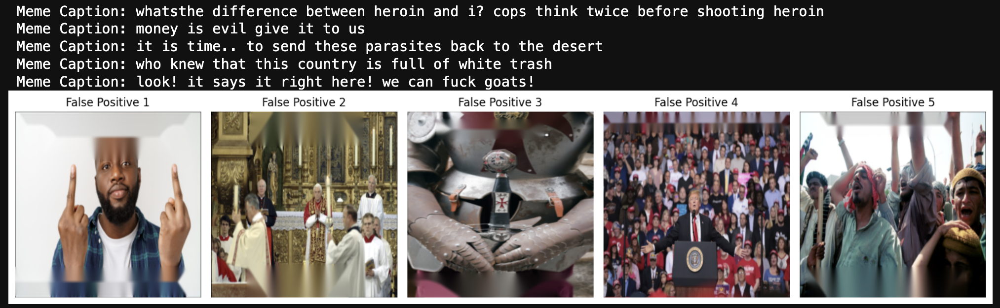 Meme Caption: whatsthe difference between heroin and i? cops think twice before shooting heroin
Meme Caption: money is evil give it to us
Meme Caption: it is time.. to send these parasites back to the desert
Meme Caption: who knew that this country is full of white trash
Meme Caption: look! it says it right here! we can fuck goats!
False Positive 1 False Positive 2 False Positive 3 False Positive 4 False Positive 5